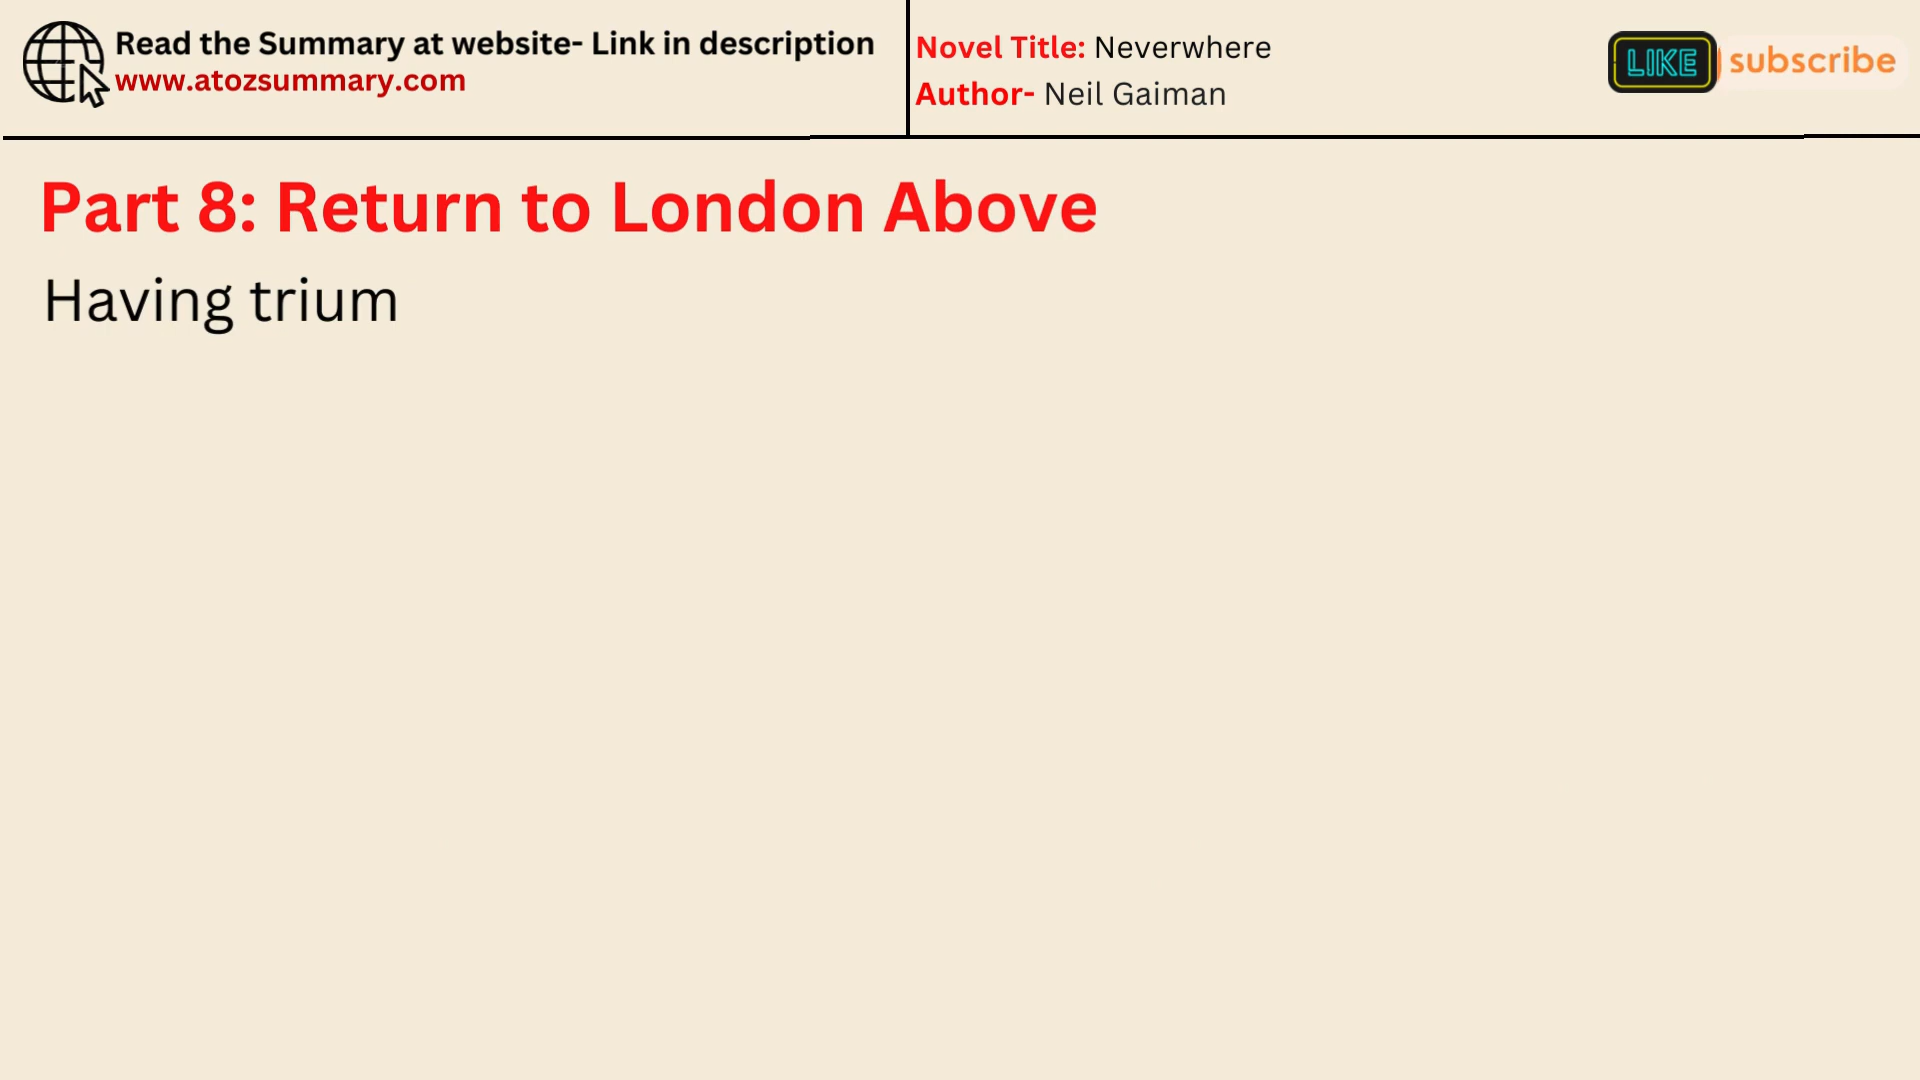 Read the Summary at website- Link in description
www.atozsummary.com
Novel Title: Neverwhere
Author- Neil Gaiman
LIKE
subscribe
Part 8: Return to London Above
Having trium